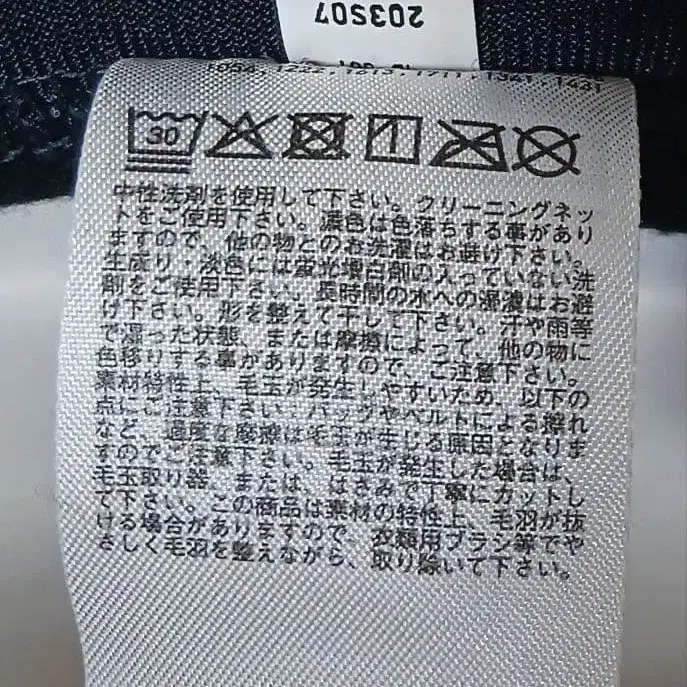 203S07
30
中性洗剤を使用して下さい。クリーニングネッ
トをご使用下さい。濃色は色落ちする事があり
ますので、他の物とのお洗濯はお避け下さい。
生成り・淡色には蛍光増白剤の入っていない洗
剤をご使用下さい。長時間の水への浸漬はお避
け下さい。形を整えて干して下さい。汗や雨等
で湿った状態、または摩擦によって、他の物に
色移りする事がありますので、ご注意下さい。
素材特性上、毛玉が発生しやすいため、以下の
点にご注意下さい。バッグやベルトによる擦れ
など、過度な摩擦は毛玉が生じる原因となりま
すのでご注意下さい。毛玉が発生した場合は、
毛玉取り器、または、はさみで丁寧にカットし
て下さい。この商品は素材の特性上、毛羽が抜
ける場合がありますので、衣類用ブラシ等でや
さしく毛羽を整えながら、取り除いて下さい。